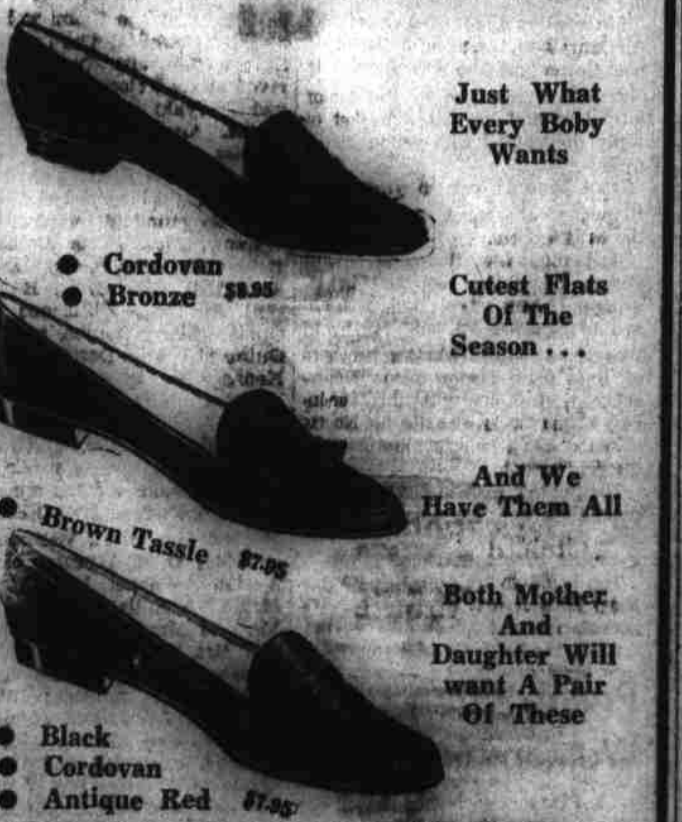 Just What
Every Boby
Wants
Cordovan
Bronze $8.95
Cutest Flats
Of The
Season...
And We
Have Them All
Brown Tassle $7.95
Both Mother
And
Daughter Will
want A Pair
Of These
Black
Cordovan
Antique Red $7.95